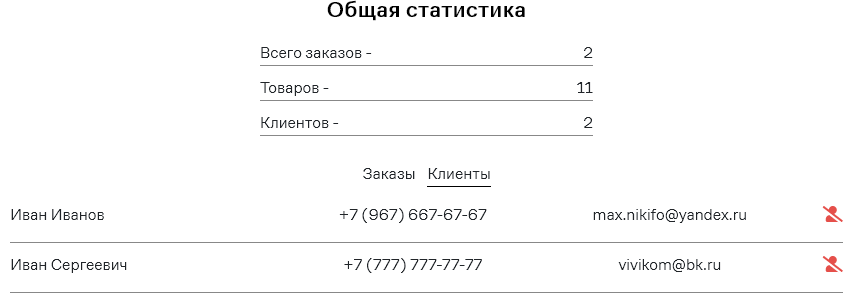 Общая статистика
Всего заказов - 2
Товаров - 11
Клиентов - 2
Заказы Клиенты
Иван Иванов +7 (967) 667-67-67 max.nikifo@yandex.ru
Иван Сергеевич +7 (777) 777-77-77 vivikom@bk.ru